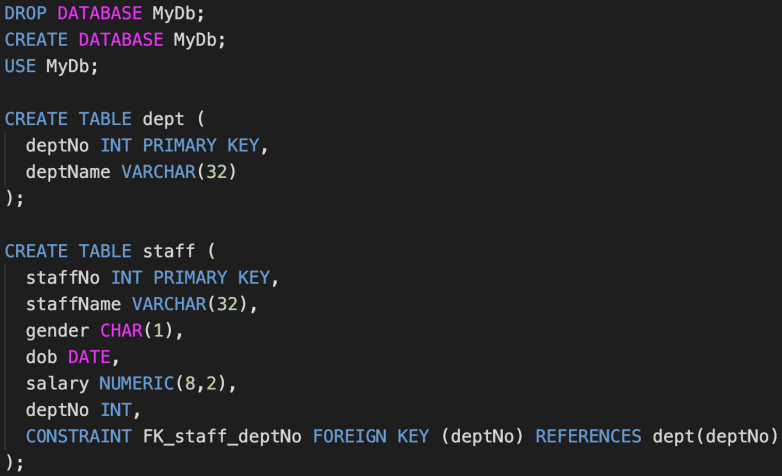 DROP DATABASE MyDb;
CREATE DATABASE MyDb;
USE MyDb;

CREATE TABLE dept (
  deptNo INT PRIMARY KEY,
  deptName VARCHAR(32)
);

CREATE TABLE staff (
  staffNo INT PRIMARY KEY,
  staffName VARCHAR(32),
  gender CHAR(1),
  dob DATE,
  salary NUMERIC(8,2),
  deptNo INT,
  CONSTRAINT FK_staff_deptNo FOREIGN KEY (deptNo) REFERENCES dept(deptNo)
);